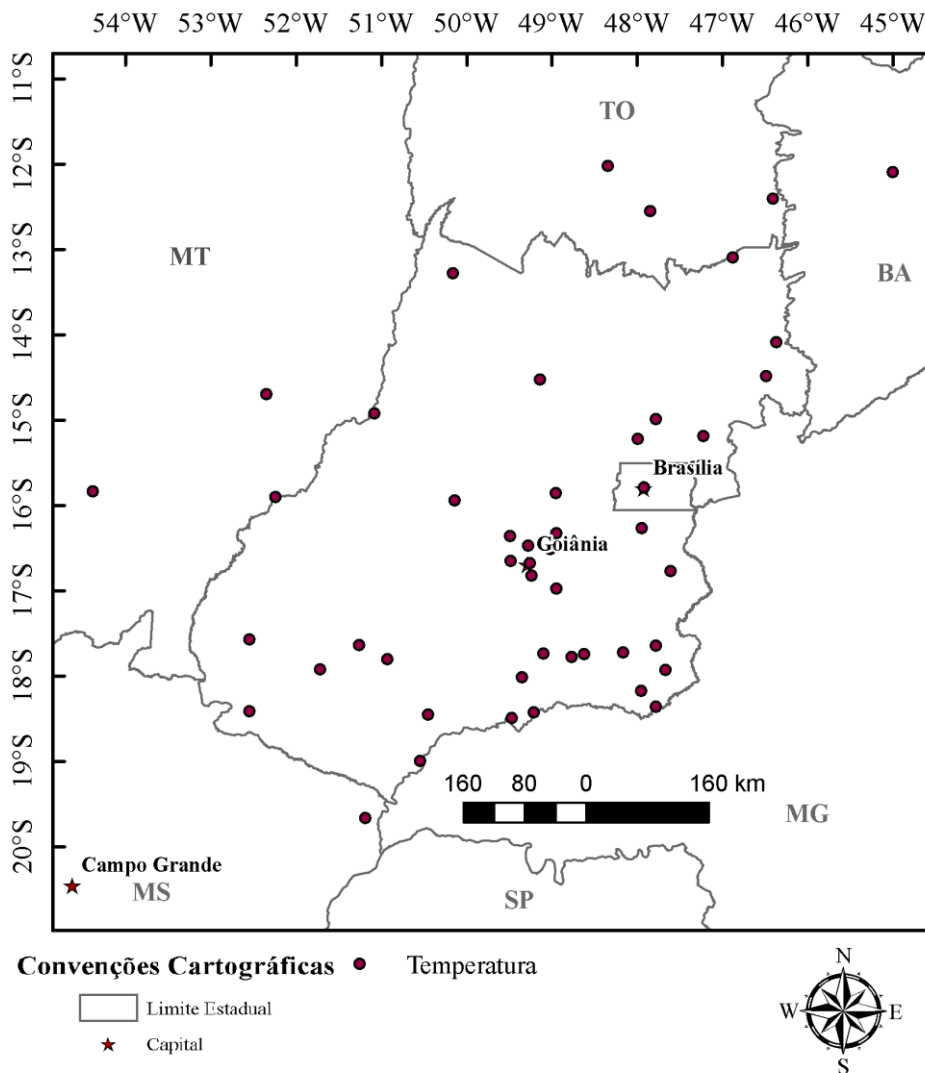 54°W 53°W 52°W 51°W 50°W 49°W 48°W 47°W 46°W 45°W
11°S
12°S
13°S
14°S
15°S
16°S
17°S
18°S
19°S
20°S
TO
MT
BA
Brasília
Goiânia
160 80 0 160 km
MG
Campo Grande
MS
SP
Convenções Cartográficas Temperatura
Limite Estadual
Capital
N
W E
S